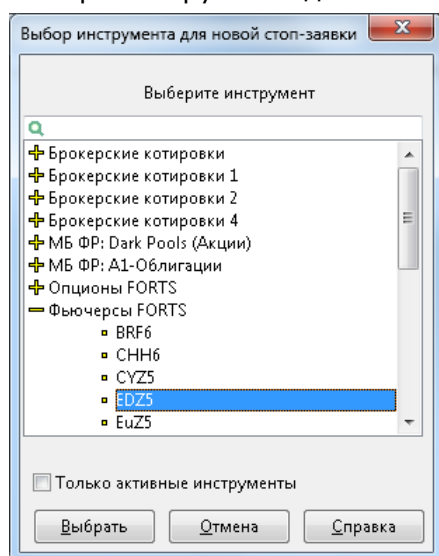 Выбор инструмента для новой стоп-заявки
Выберите инструмент
Брокерские котировки
Брокерские котировки 1
Брокерские котировки 2
Брокерские котировки 4
МБ ФР: Dark Pools (Акции)
МБ ФР: А1-Облигации
Опционы FORTS
Фьючерсы FORTS
BRF6
CHH6
CYZ5
EDZ5
EuZ5
Только активные инструменты
Выбрать Отмена Справка